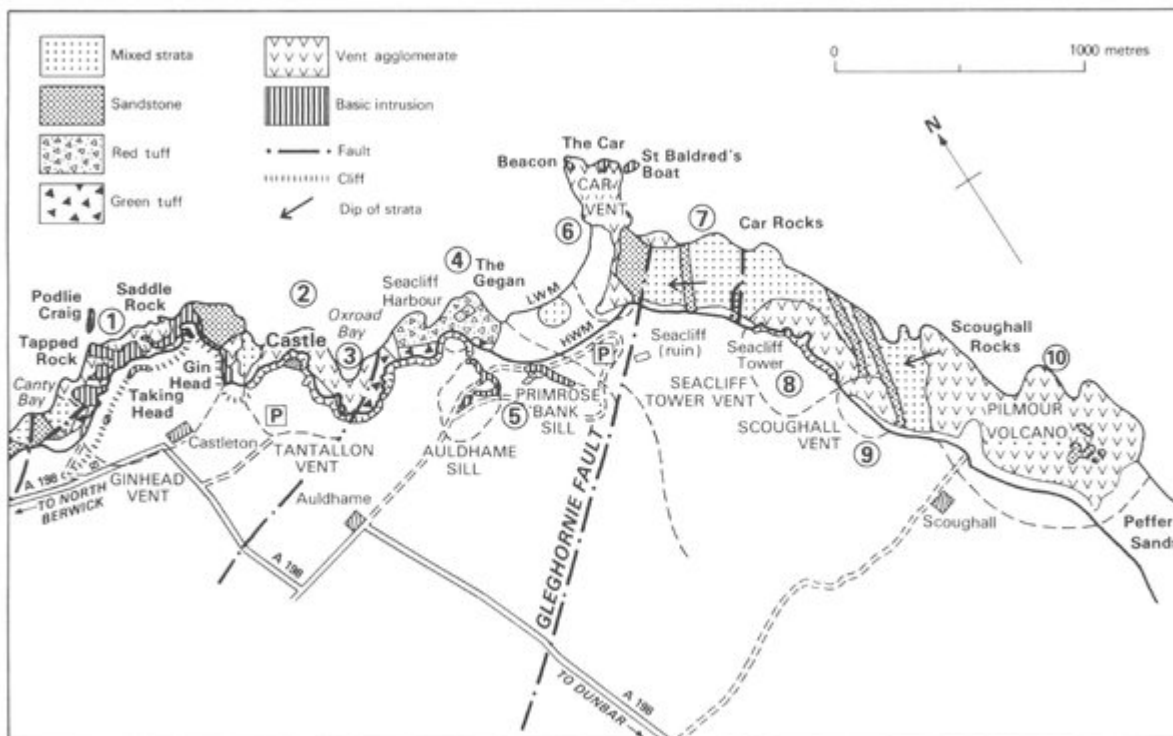 Mixed strata
Sandstone
Red tuff
Green tuff
Vent agglomerate
Basic intrusion
Fault
Cliff
Dip of strata
0
1000 metres
N
The Car
Beacon
St Baldred's
Boat
CAR
VENT
7
Car Rocks
6
4
The
Gegan
Seacliff
Harbour
LWM
HWM
2
Oxroad
Bay
Castle
3
Podlie
Craig
1
Saddle
Rock
Tapped
Rock
Canty
Bay
Gin
Head
Taking
Head
P
Castleton
TANTALLON
VENT
GINHEAD
VENT
A 198
TO NORTH
BERWICK
Auldhame
AULDHAME
SILL
5
PRIMROSE
BANK
SILL
P
Seacliff
(ruin)
Seacliff
Tower
SEACLIFF
TOWER VENT
8
SCOUGHALL
VENT
9
Scoughall
Rocks
10
PILMOUR
VOLCANO
Scoughall
Peffer
Sands
A 198
GLEGHORNIE FAULT
TO DUNBAR
A 198